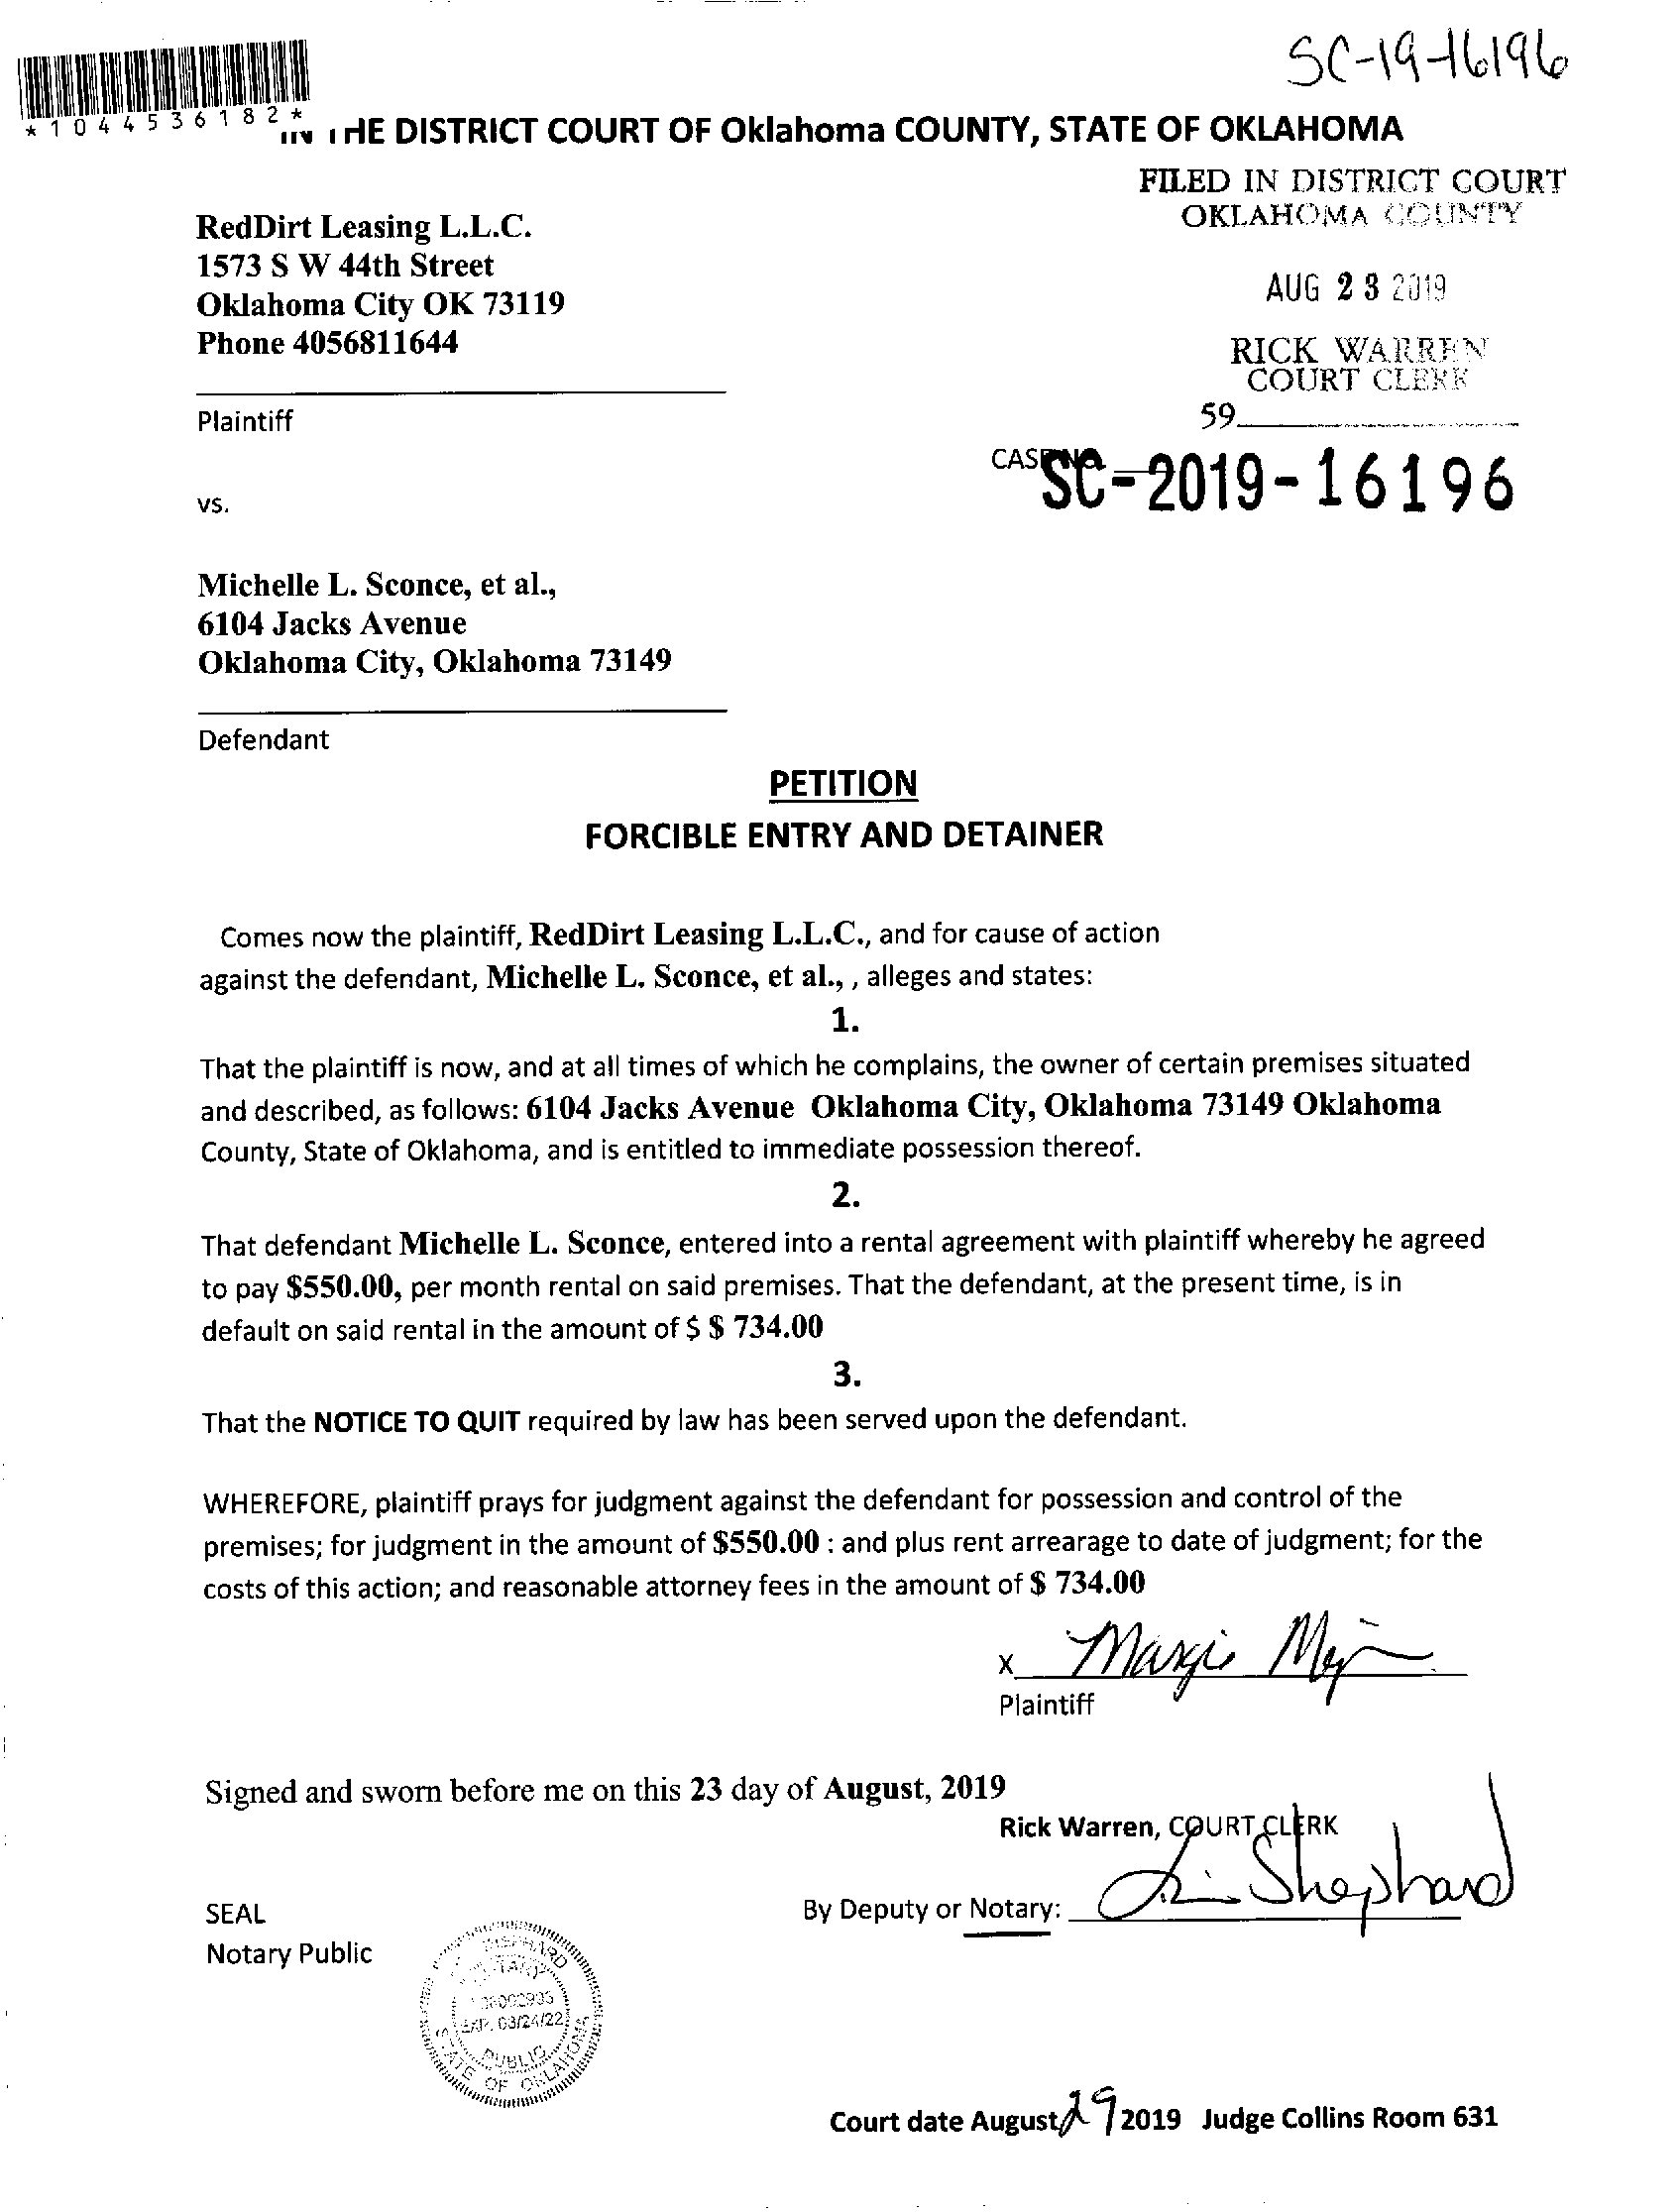 SC-19-16196
*1044536182*
IN THE DISTRICT COURT OF Oklahoma COUNTY, STATE OF OKLAHOMA
FILED IN DISTRICT COURT
OKLAHOMA COUNTY
RedDirt Leasing L.L.C.
1573 S W 44th Street
Oklahoma City OK 73119
Phone 4056811644
AUG 23 2019
RICK WARREN
COURT CLERK
59
Plaintiff
CASE NO.
SC-2019-16196
vs.
Michelle L. Sconce, et al.,
6104 Jacks Avenue
Oklahoma City, Oklahoma 73149
Defendant
PETITION
FORCIBLE ENTRY AND DETAINER
Comes now the plaintiff, RedDirt Leasing L.L.C., and for cause of action
against the defendant, Michelle L. Sconce, et al., , alleges and states:
1.
That the plaintiff is now, and at all times of which he complains, the owner of certain premises situated
and described, as follows: 6104 Jacks Avenue Oklahoma City, Oklahoma 73149 Oklahoma
County, State of Oklahoma, and is entitled to immediate possession thereof.
2.
That defendant Michelle L. Sconce, entered into a rental agreement with plaintiff whereby he agreed
to pay $550.00, per month rental on said premises. That the defendant, at the present time, is in
default on said rental in the amount of $ $ 734.00
3.
That the NOTICE TO QUIT required by law has been served upon the defendant.
WHEREFORE, plaintiff prays for judgment against the defendant for possession and control of the
premises; for judgment in the amount of $550.00 : and plus rent arrearage to date of judgment; for the
costs of this action; and reasonable attorney fees in the amount of $ 734.00
x Margie
Plaintiff
Signed and sworn before me on this 23 day of August, 2019
Rick Warren, COURT CLERK
By Deputy or Notary: Shephard
SEAL
Notary Public
EXP. 03/24/22
PUBLIC
STATE OF OKLAHOMA
Court date August 29 2019 Judge Collins Room 631